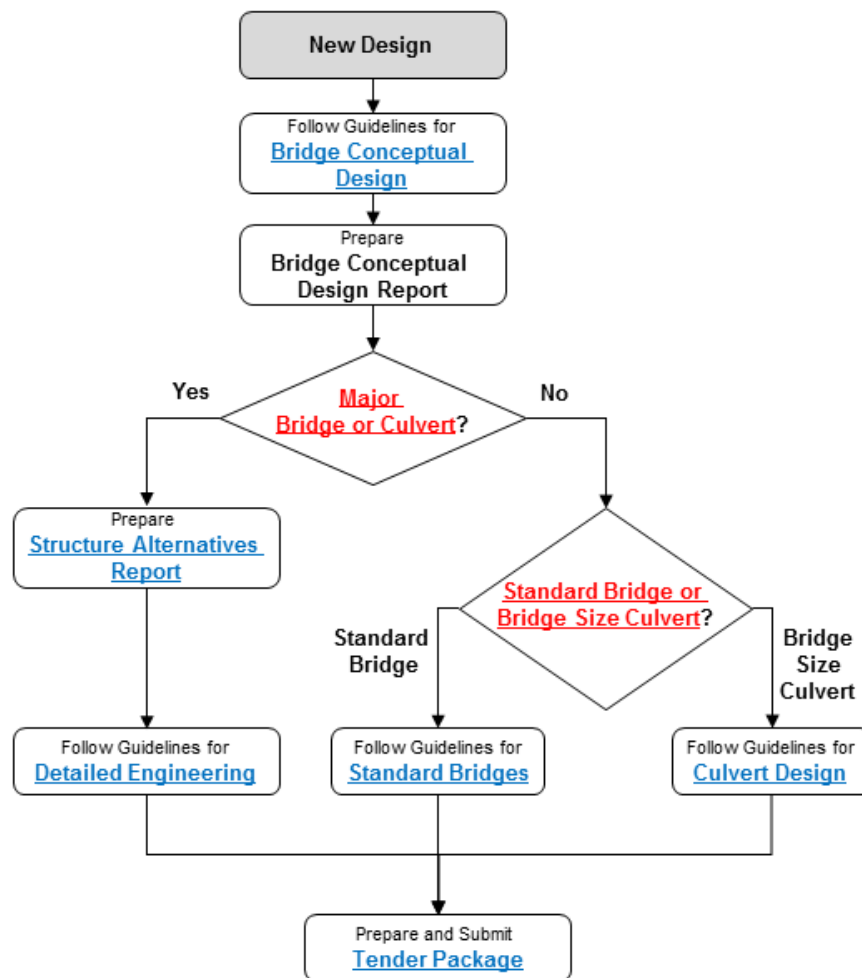 New Design
Follow Guidelines for
Bridge Conceptual
Design
Prepare
Bridge Conceptual
Design Report
Yes
Major
Bridge or Culvert?
No
Prepare
Structure Alternatives
Report
Standard Bridge or
Bridge Size Culvert?
Standard
Bridge
Bridge
Size
Culvert
Follow Guidelines for
Detailed Engineering
Follow Guidelines for
Standard Bridges
Follow Guidelines for
Culvert Design
Prepare and Submit
Tender Package